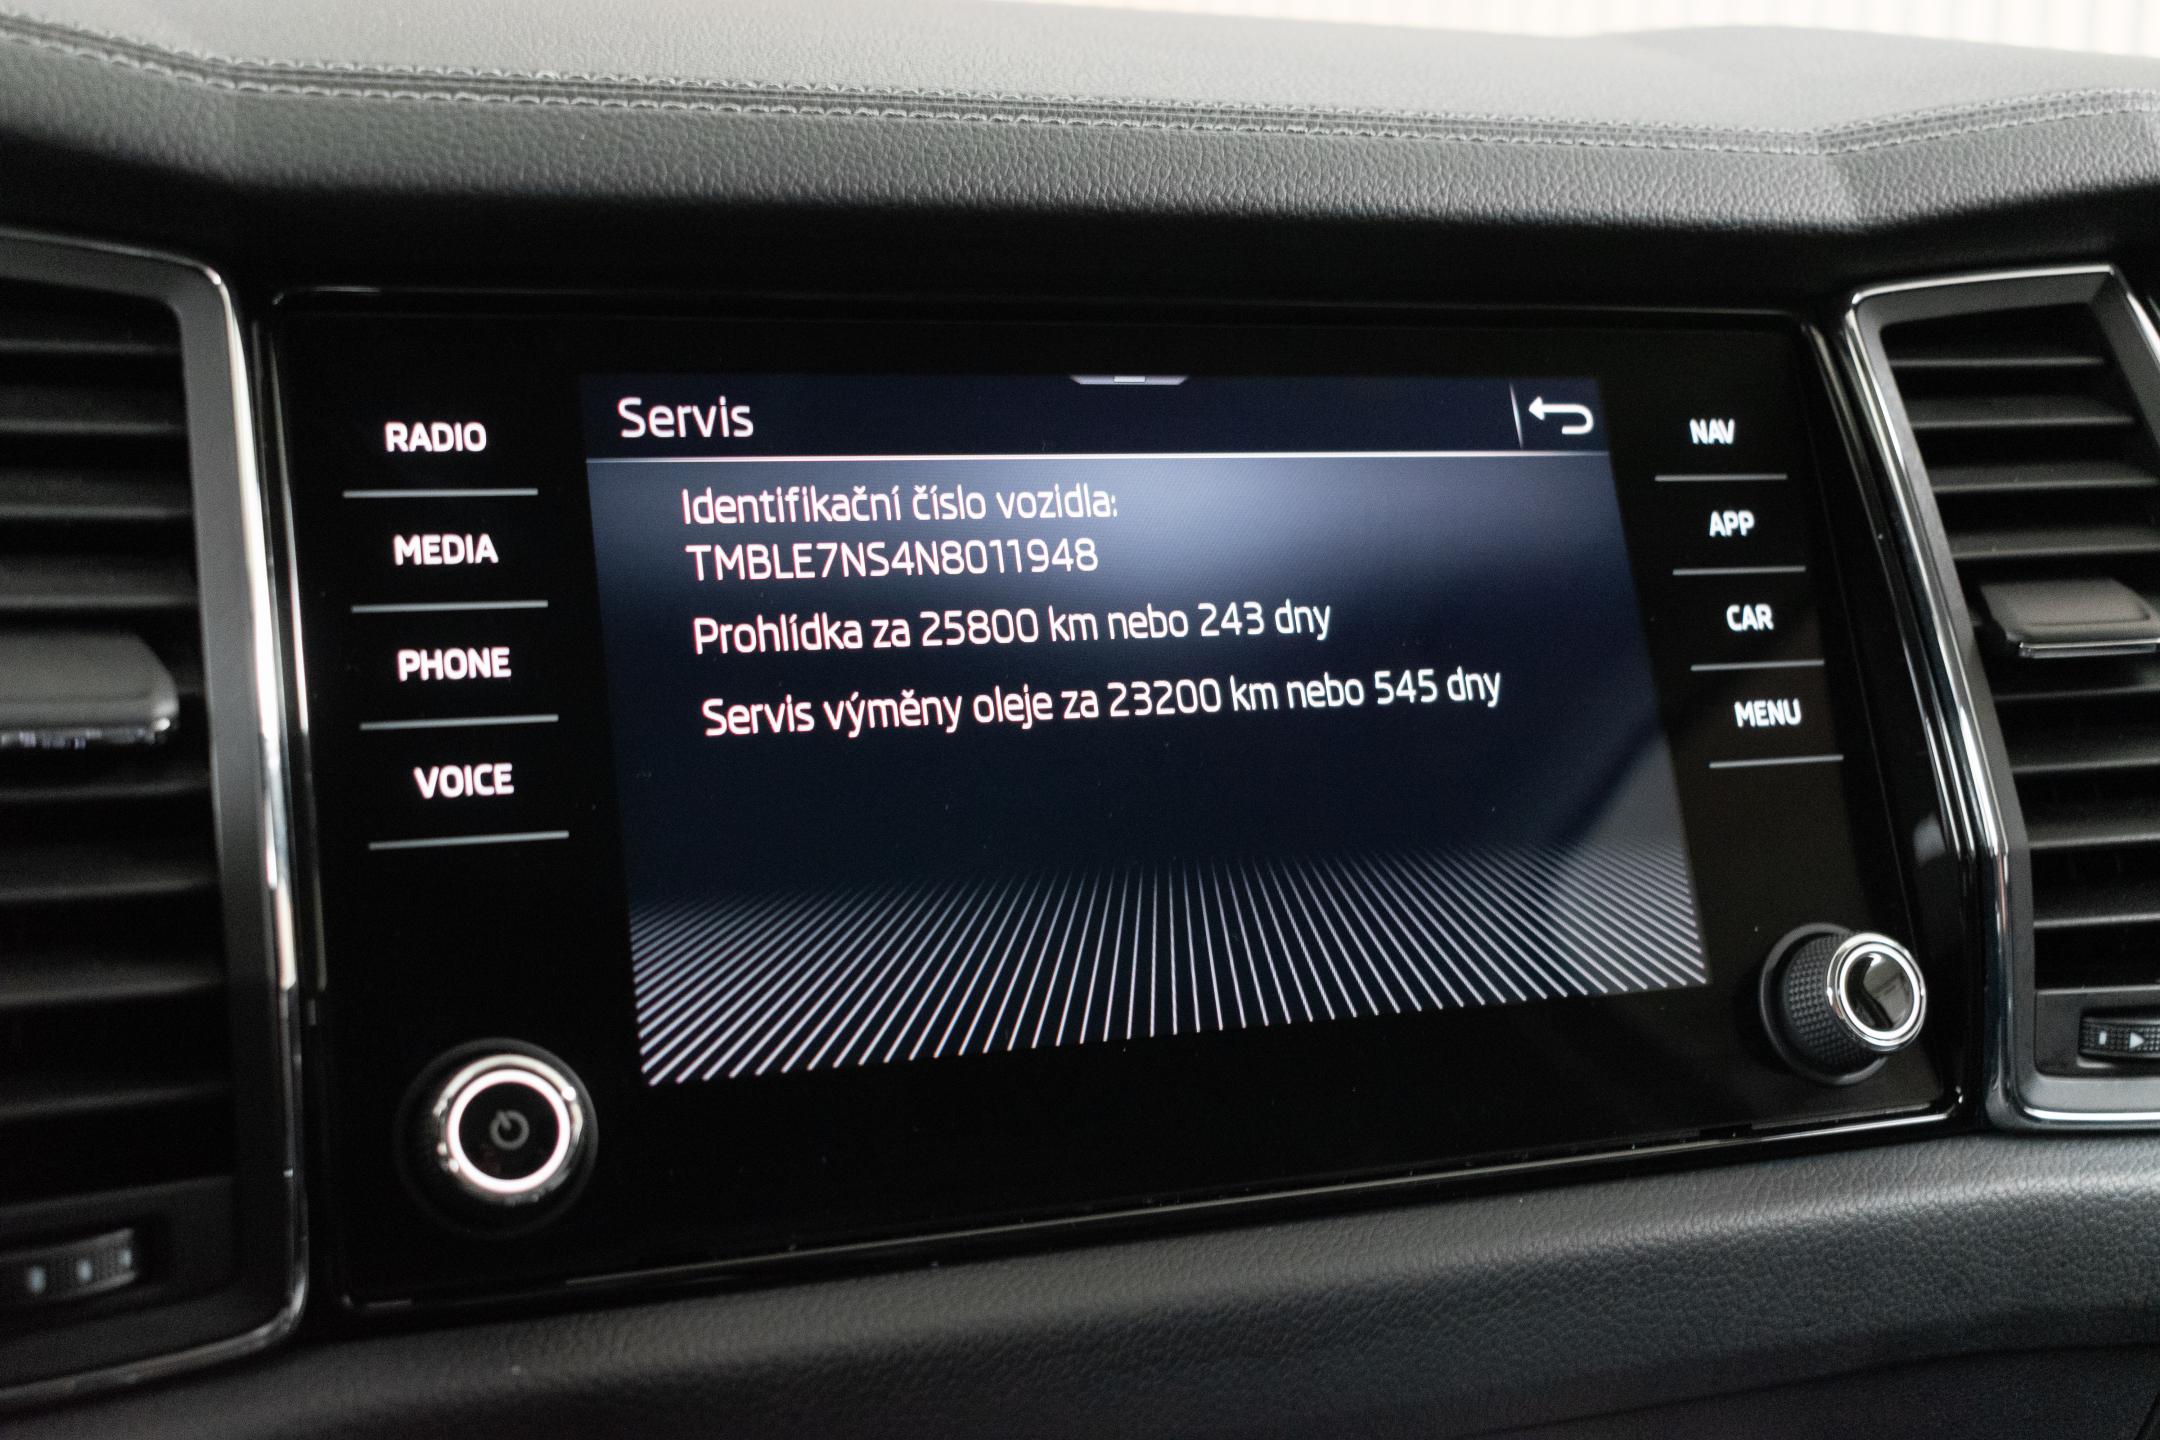 Servis
RADIO
MEDIA
PHONE
VOICE
Identifikační číslo vozidla:
TMBLE7NS4N8011948
Prohlídka za 25800 km nebo 243 dny
Servis výměny oleje za 23200 km nebo 545 dny
NAV
APP
CAR
MENU